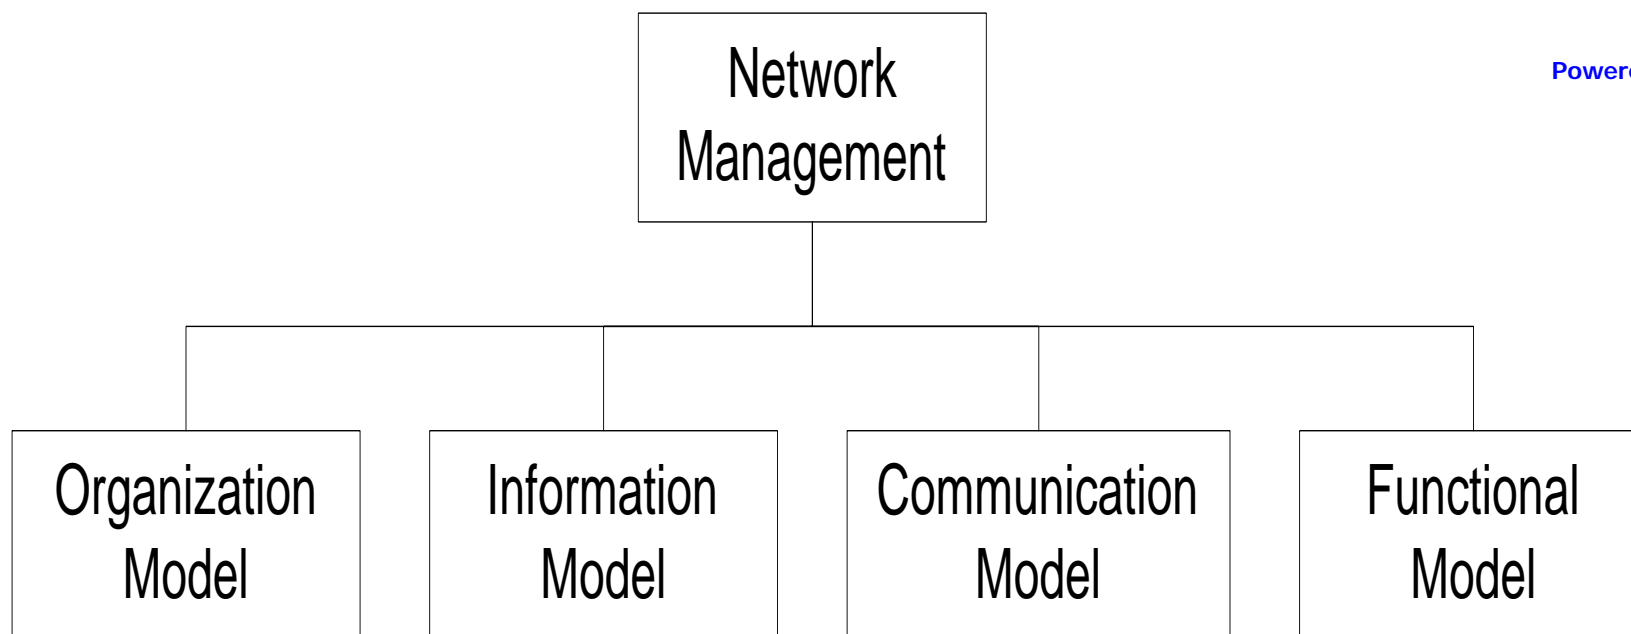 Network
Management
Organization
Model
Information
Model
Communication
Model
Functional
Model